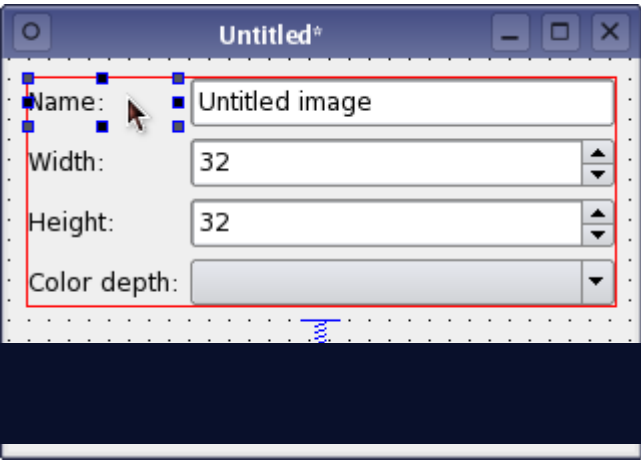 Untitled*
Name: Untitled image
Width: 32
Height: 32
Color depth: